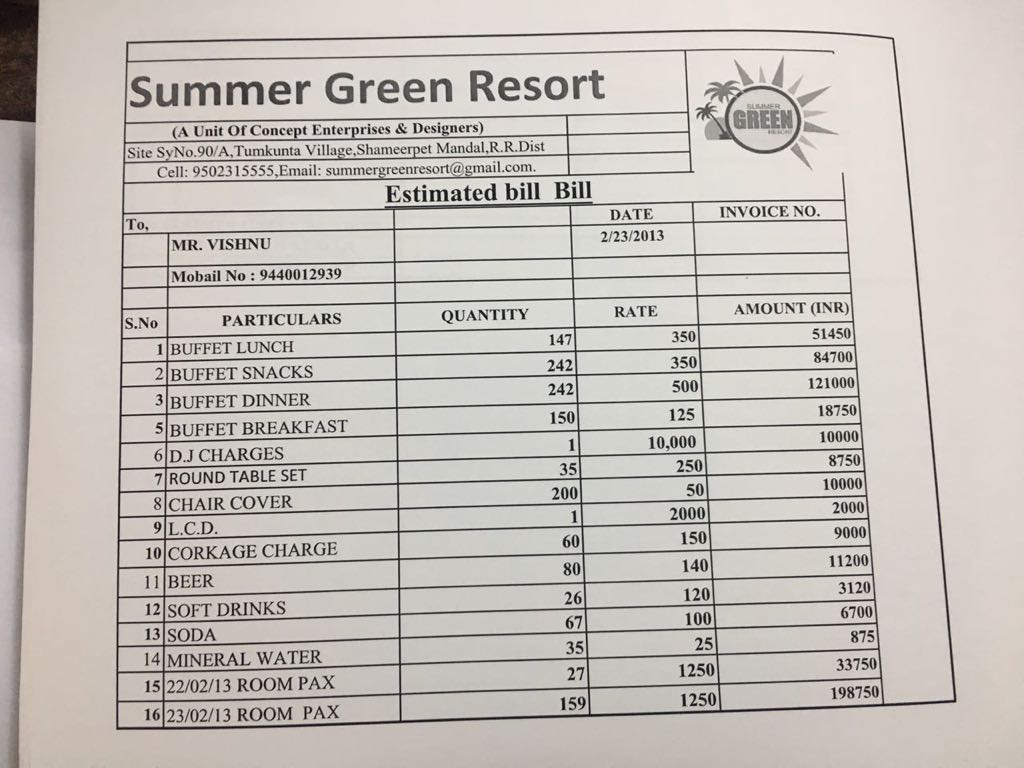 Summer Green Resort
SUMMER
GREEN
RESORT
(A Unit Of Concept Enterprises & Designers)
Site SyNo.90/A,Tumkunta Village,Shameerpet Mandal,R.R.Dist
Cell: 9502315555,Email: summergreenresort@gmail.com.
Estimated bill Bill
To, DATE INVOICE NO.
MR. VISHNU 2/23/2013
Mobail No : 9440012939
S.No PARTICULARS QUANTITY RATE AMOUNT (INR)
1 BUFFET LUNCH 147 350 51450
2 BUFFET SNACKS 242 350 84700
3 BUFFET DINNER 242 500 121000
5 BUFFET BREAKFAST 150 125 18750
6 D.J CHARGES 1 10,000 10000
7 ROUND TABLE SET 35 250 8750
8 CHAIR COVER 200 50 10000
9 L.C.D. 1 2000 2000
10 CORKAGE CHARGE 60 150 9000
11 BEER 80 140 11200
12 SOFT DRINKS 26 120 3120
13 SODA 67 100 6700
14 MINERAL WATER 35 25 875
15 22/02/13 ROOM PAX 27 1250 33750
16 23/02/13 ROOM PAX 159 1250 198750